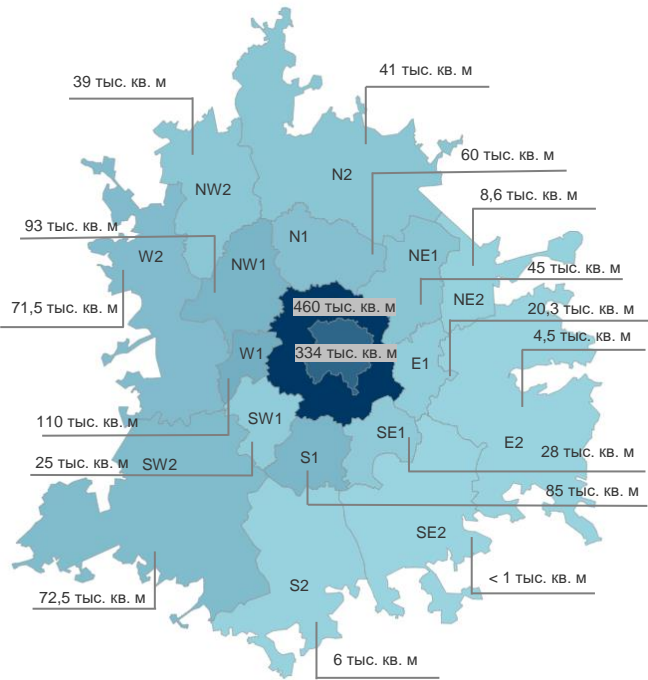 41 тыс. кв. м
39 тыс. кв. м
60 тыс. кв. м
N2
NW2
8,6 тыс. кв. м
93 тыс. кв. м
N1
W2
NE1
NW1
45 тыс. кв. м
NE2
71,5 тыс. кв. м
460 тыс. кв. м
20,3 тыс. кв. м
4,5 тыс. кв. м
W1
334 тыс. кв. м
E1
110 тыс. кв. м
SW1
SE1
E2
28 тыс. кв. м
25 тыс. кв. м
SW2
S1
85 тыс. кв. м
SE2
< 1 тыс. кв. м
S2
72,5 тыс. кв. м
6 тыс. кв. м